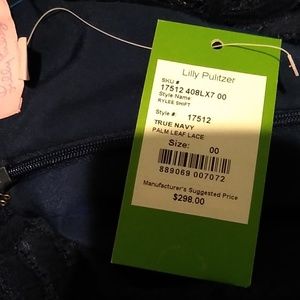 Lilly Pulitzer
SKU #
17512 408LX7 00
Style Name
RYLEE SHIFT
Style #: 17512
TRUE NAVY
PALM LEAF LACE
Size: 00
889069 007072
Manufacturer's Suggested Price
$298.00